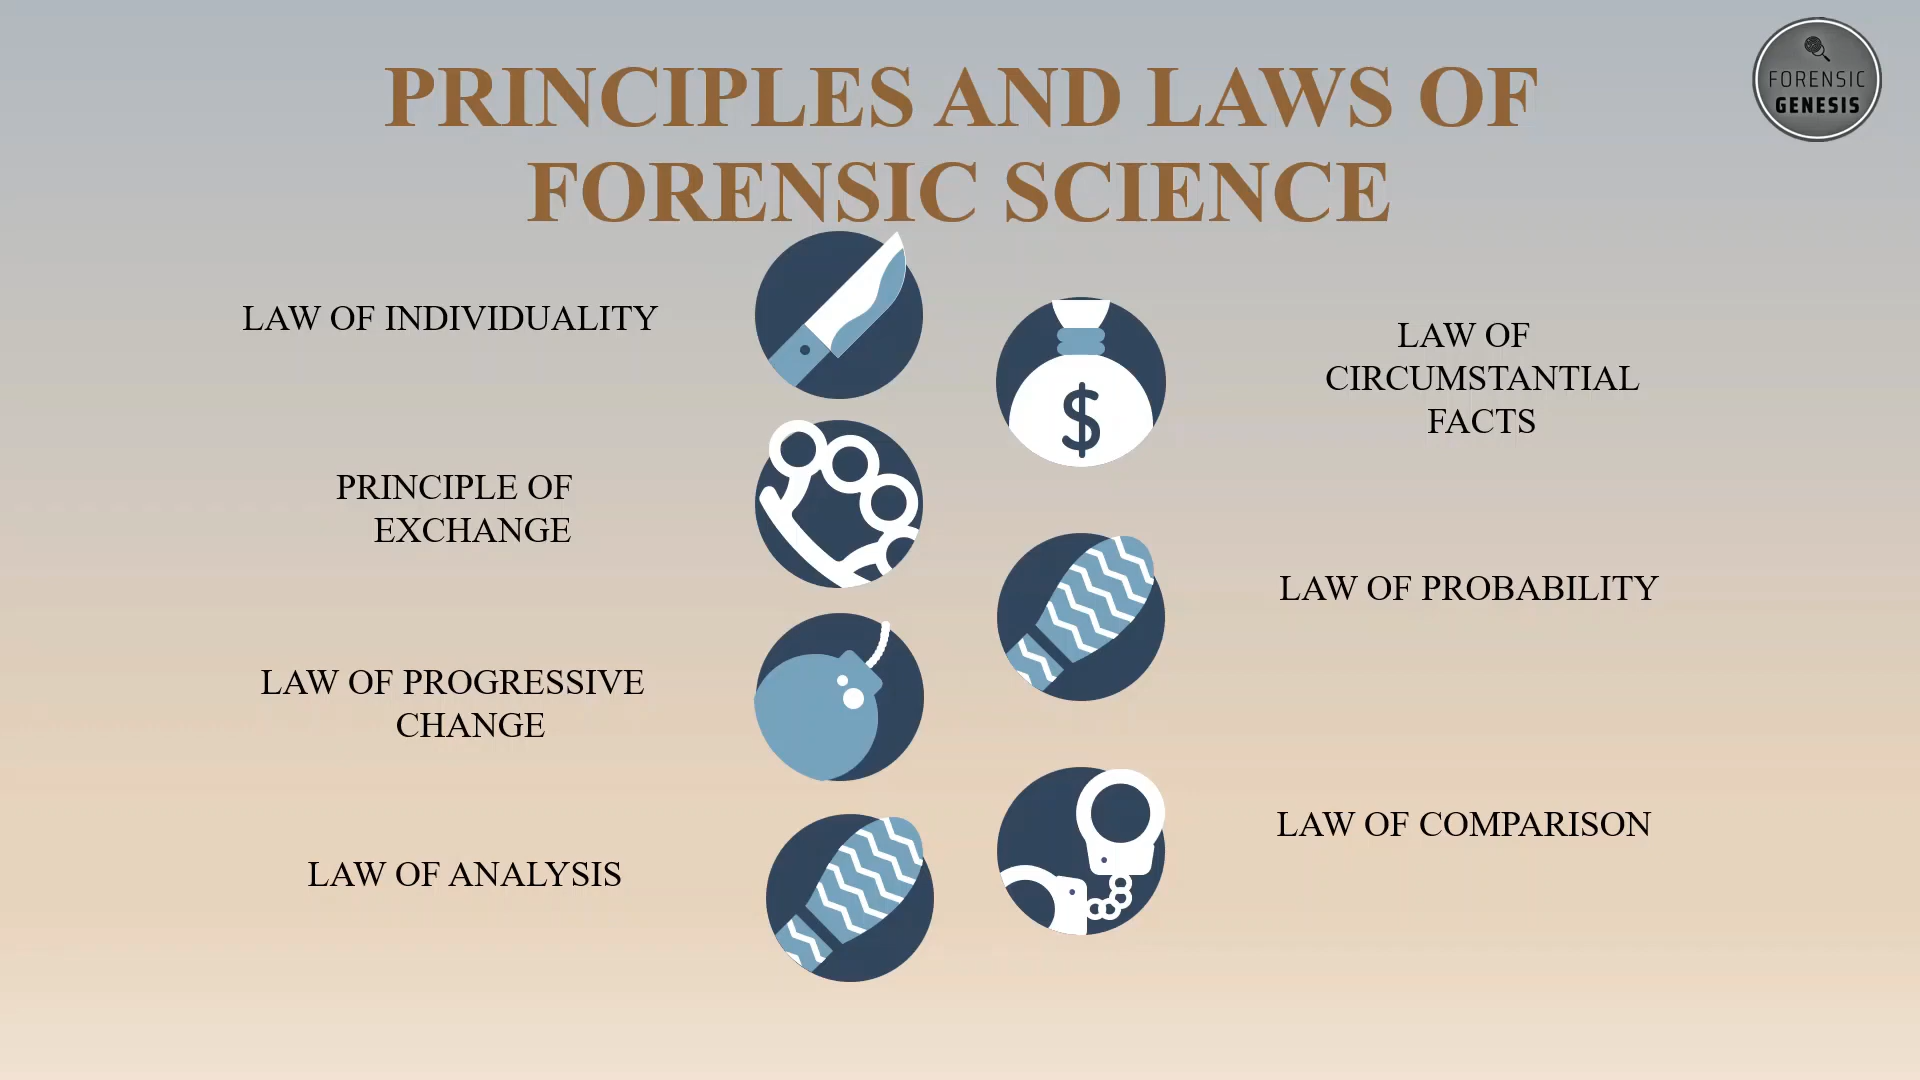 PRINCIPLES AND LAWS OF
FORENSIC SCIENCE
FORENSIC
GENESIS
LAW OF INDIVIDUALITY
PRINCIPLE OF
EXCHANGE
LAW OF PROGRESSIVE
CHANGE
LAW OF ANALYSIS
$
LAW OF
CIRCUMSTANTIAL
FACTS
LAW OF PROBABILITY
LAW OF COMPARISON